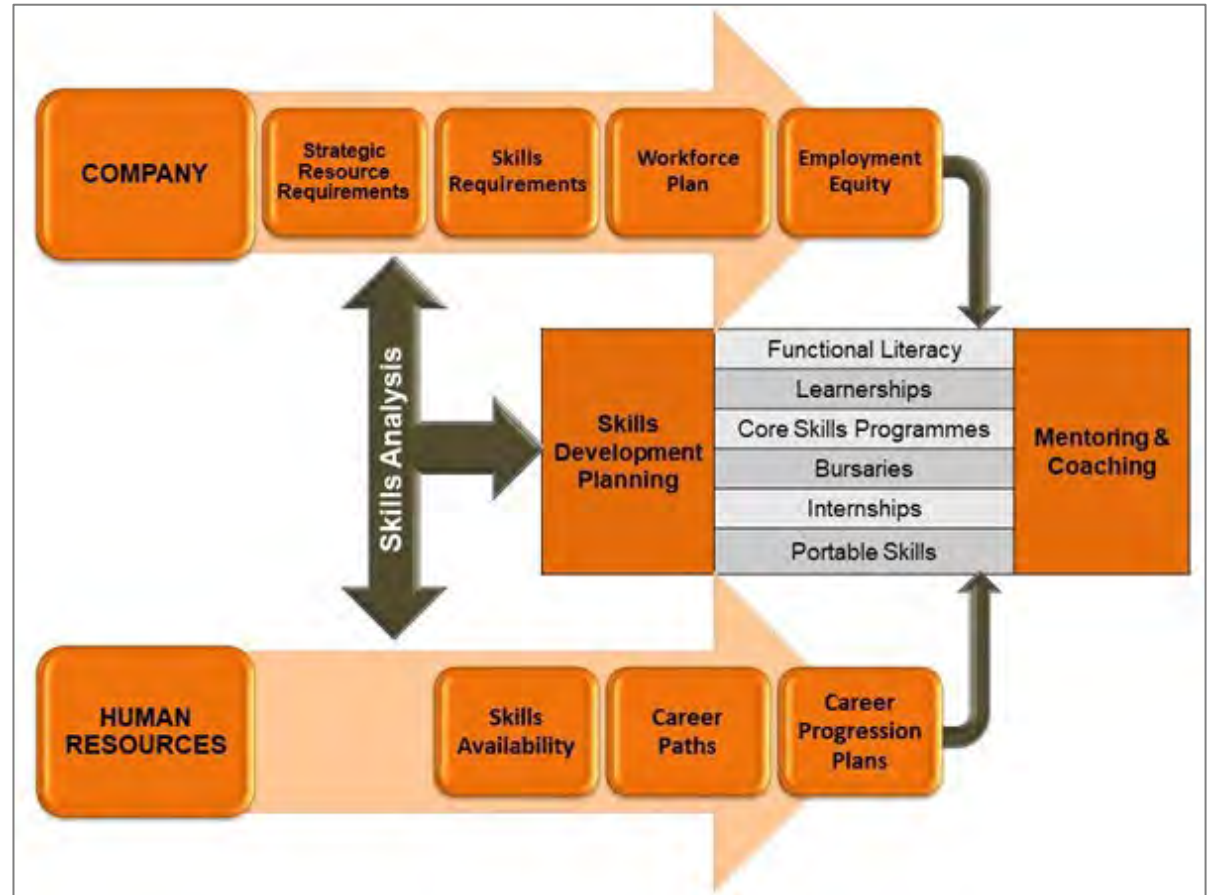 COMPANY
Strategic
Resource
Requirements
Skills
Requirements
Workforce
Plan
Employment
Equity
Skills Analysis
Skills
Development
Planning
Functional Literacy
Learnerships
Core Skills Programmes
Bursaries
Internships
Portable Skills
Mentoring &
Coaching
HUMAN
RESOURCES
Skills
Availability
Career
Paths
Career
Progression
Plans